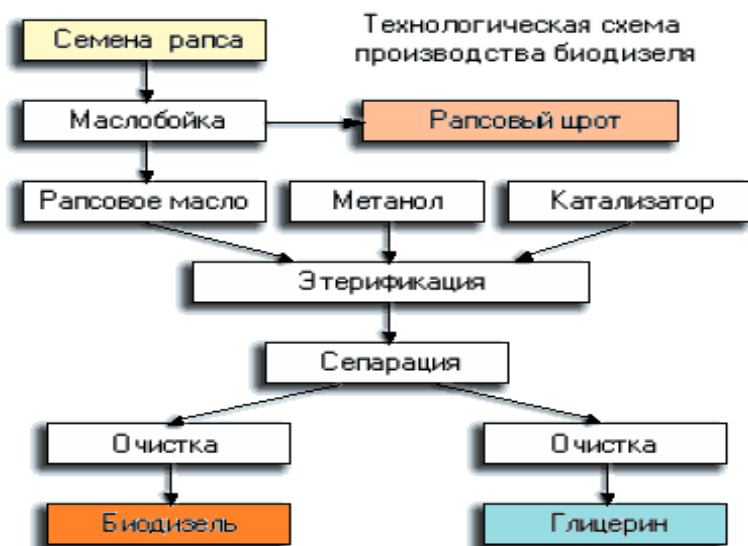 Семена рапса
Технологическая схема
производства биодизеля
Маслобойка
Рапсовый шрот
Рапсовое масло
Метанол
Катализатор
Этерификация
Сепарация
Очистка
Очистка
Биодизель
Глицерин